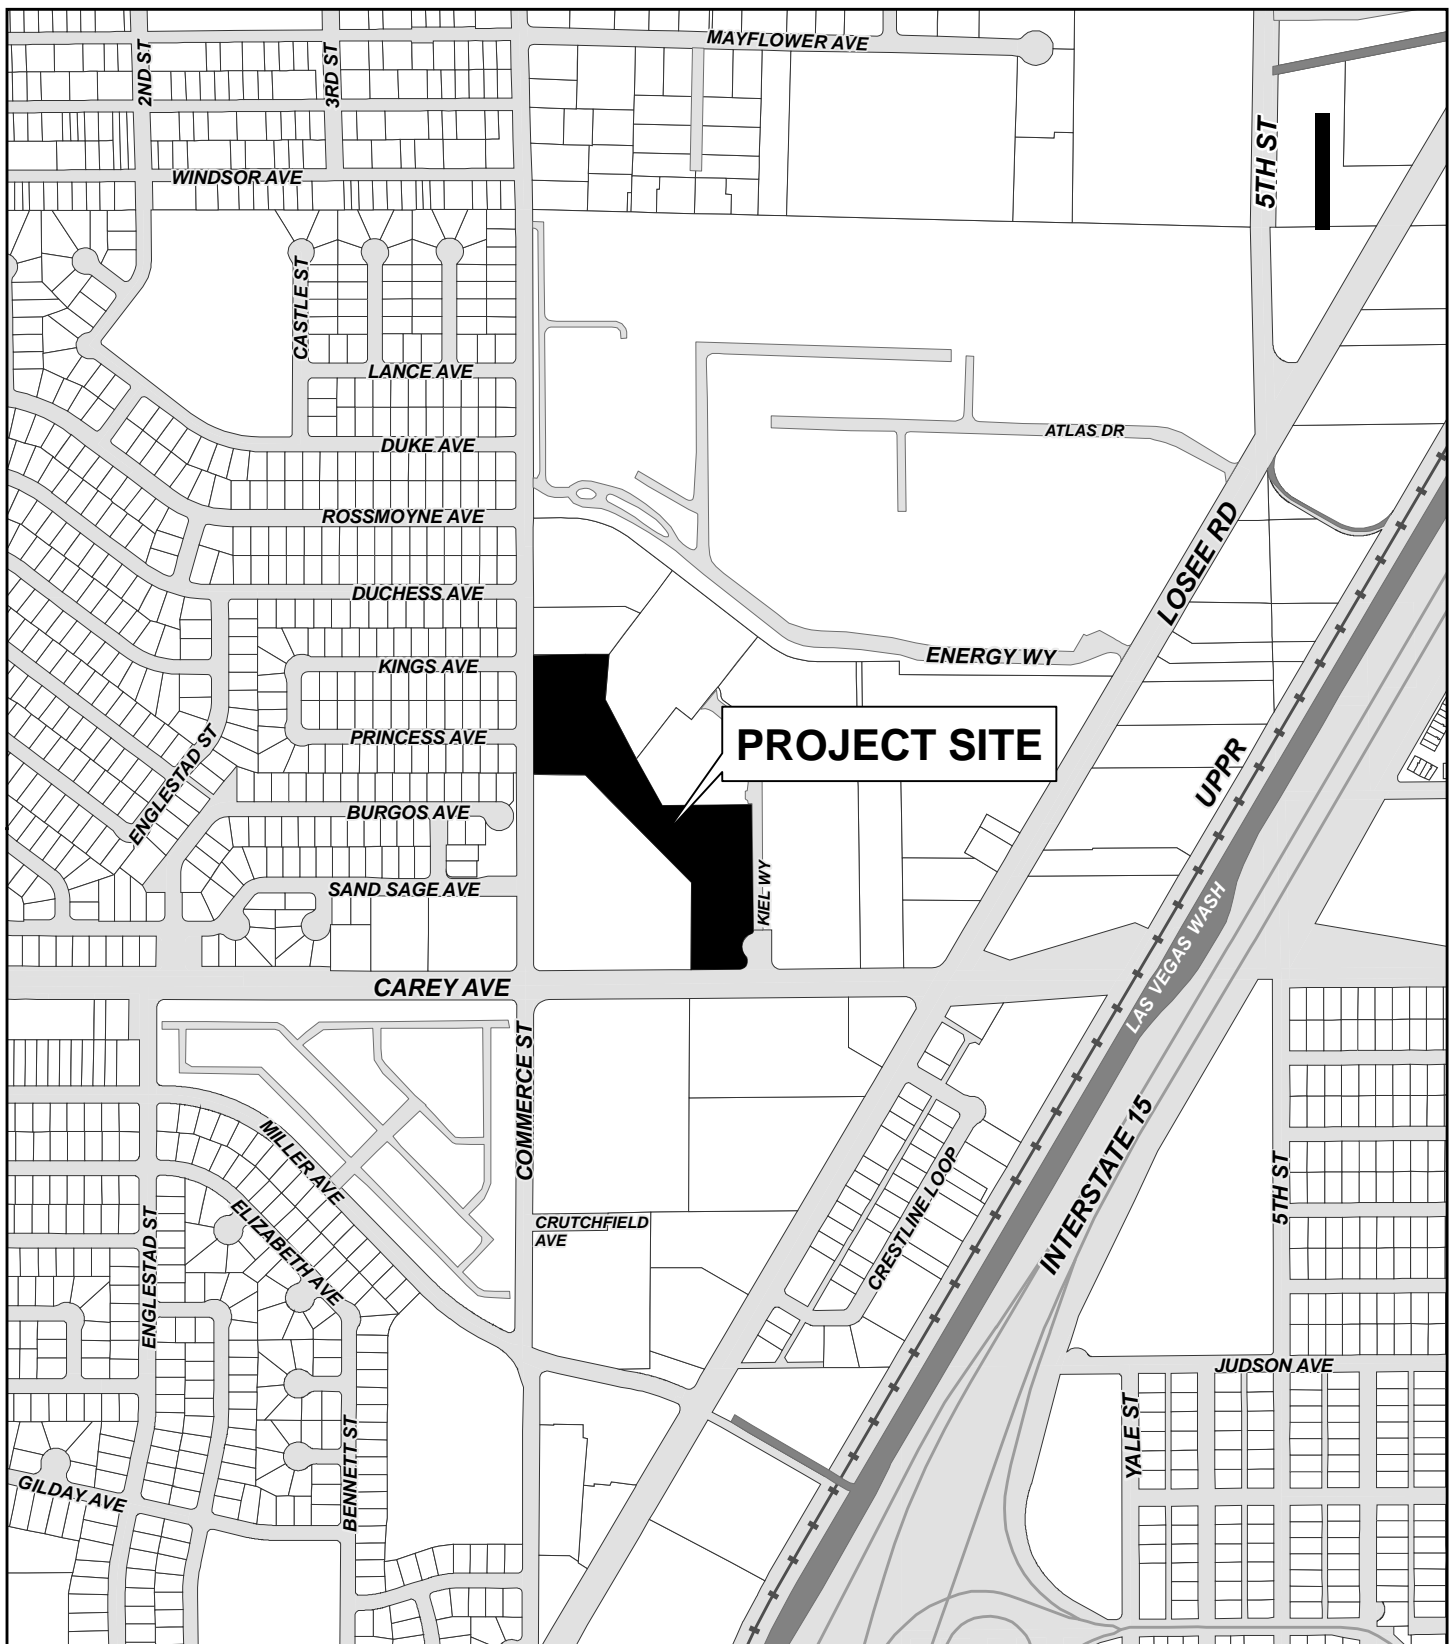 MAYFLOWER AVE
2ND ST
3RD ST
5TH ST
WINDSOR AVE
CASTLE ST
LANCE AVE
DUKE AVE
ATLAS DR
ROSSMOYNE AVE
LOSEE RD
DUCHESS AVE
ENERGY WY
KINGS AVE
PRINCESS AVE
PROJECT SITE
ENGLESTAD ST
UPPR
BURGOS AVE
SAND SAGE AVE
KIEL WY
LAS VEGAS WASH
CAREY AVE
COMMERCE ST
MILLER AVE
INTERSTATE 15
ELIZABETH AVE
ENGLESTAD ST
CRUTCHFIELD
AVE
CRESTLINE LOOP
5TH ST
JUDSON AVE
YALE ST
BENNETT ST
GILDAY AVE